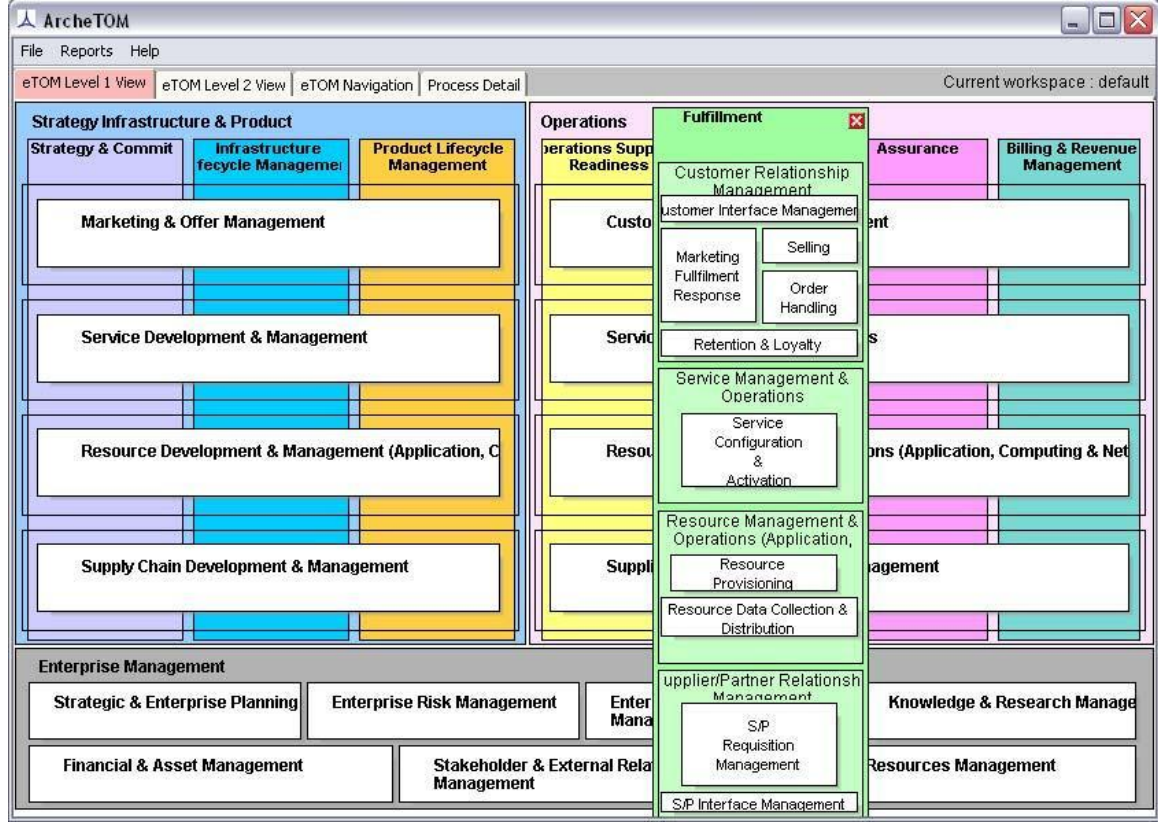 ArcheTOM
File Reports Help
eTOM Level 1 View eTOM Level 2 View eTOM Navigation Process Detail Current workspace : default
Strategy Infrastructure & Product
Strategy & Commit
Infrastructure
fecycle Managemer
Product Lifecycle
Management
Marketing & Offer Management
Service Development & Management
Resource Development & Management (Application, C
Supply Chain Development & Management
Operations
perations Supp
Readiness
Assurance
Billing & Revenue
Management
Custo
ent
Servic
s
Resou
ons (Application, Computing & Net
Suppli
agement
Fulfillment
Customer Relationship
Management
ustomer Interface Managemen
Marketing
Fullfilment
Response
Selling
Order
Handling
Retention & Loyalty
Service Management &
Operations
Service
Configuration
&
Activation
Resource Management &
Operations (Application,
Resource
Provisioning
Resource Data Collection &
Distribution
upplier/Partner Relationsh
Management
S/P
Requisition
Management
S/P Interface Management
Enterprise Management
Strategic & Enterprise Planning
Enterprise Risk Management
Enter
Mana
Knowledge & Research Manage
Financial & Asset Management
Stakeholder & External Rela
Management
Resources Management